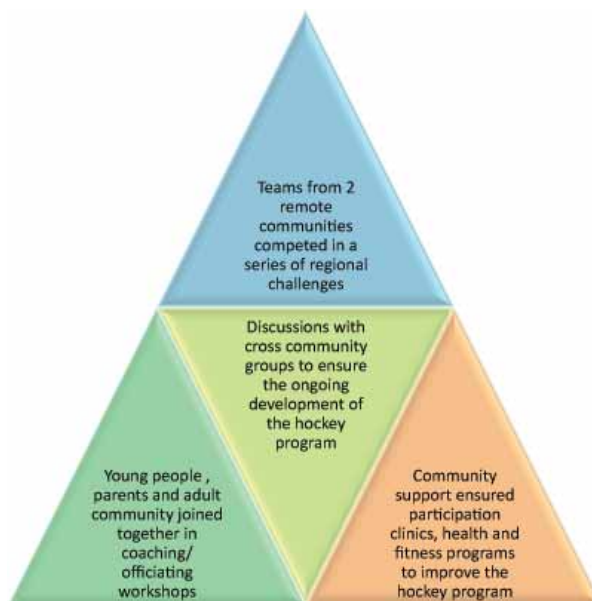 Teams from 2
remote
communities
competed in a
series of regional
challenges
Discussions with
cross community
groups to ensure
the ongoing
development of
the hockey
program
Young people ,
parents and adult
community joined
together in
coaching/
officiating
workshops
Community
support ensured
participation
clinics, health and
fitness programs
to improve the
hockey program